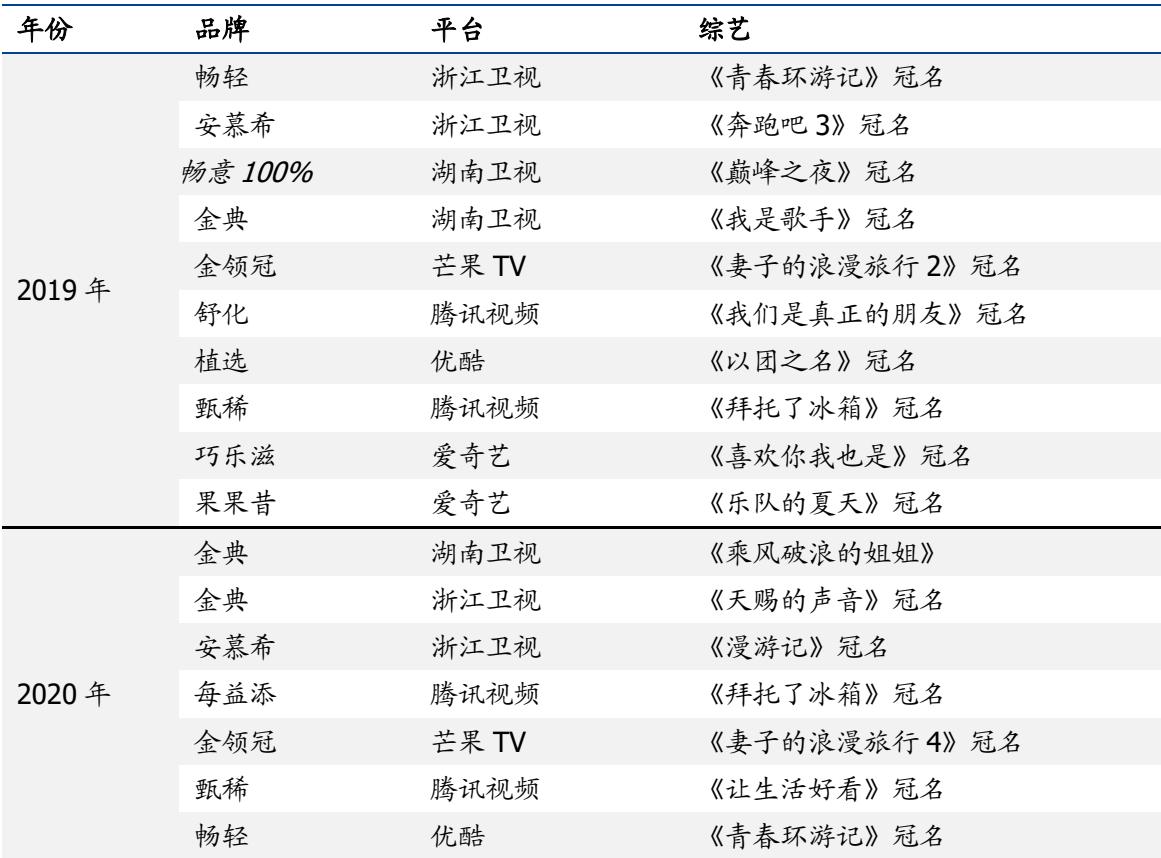 年份 品牌 平台 综艺
畅轻 浙江卫视 《青春环游记》冠名
安慕希 浙江卫视 《奔跑吧 3》冠名
畅意 100% 湖南卫视 《巅峰之夜》冠名
金典 湖南卫视 《我是歌手》冠名
金领冠 芒果 TV 《妻子的浪漫旅行 2》冠名
2019 年
舒化 腾讯视频 《我们是真正的朋友》冠名
植选 优酷 《以团之名》冠名
甄稀 腾讯视频 《拜托了冰箱》冠名
巧乐滋 爱奇艺 《喜欢你我也是》冠名
果果昔 爱奇艺 《乐队的夏天》冠名
金典 湖南卫视 《乘风破浪的姐姐》
金典 浙江卫视 《天赐的声音》冠名
安慕希 浙江卫视 《漫游记》冠名
2020 年 每益添 腾讯视频 《拜托了冰箱》冠名
金领冠 芒果 TV 《妻子的浪漫旅行 4》冠名
甄稀 腾讯视频 《让生活好看》冠名
畅轻 优酷 《青春环游记》冠名